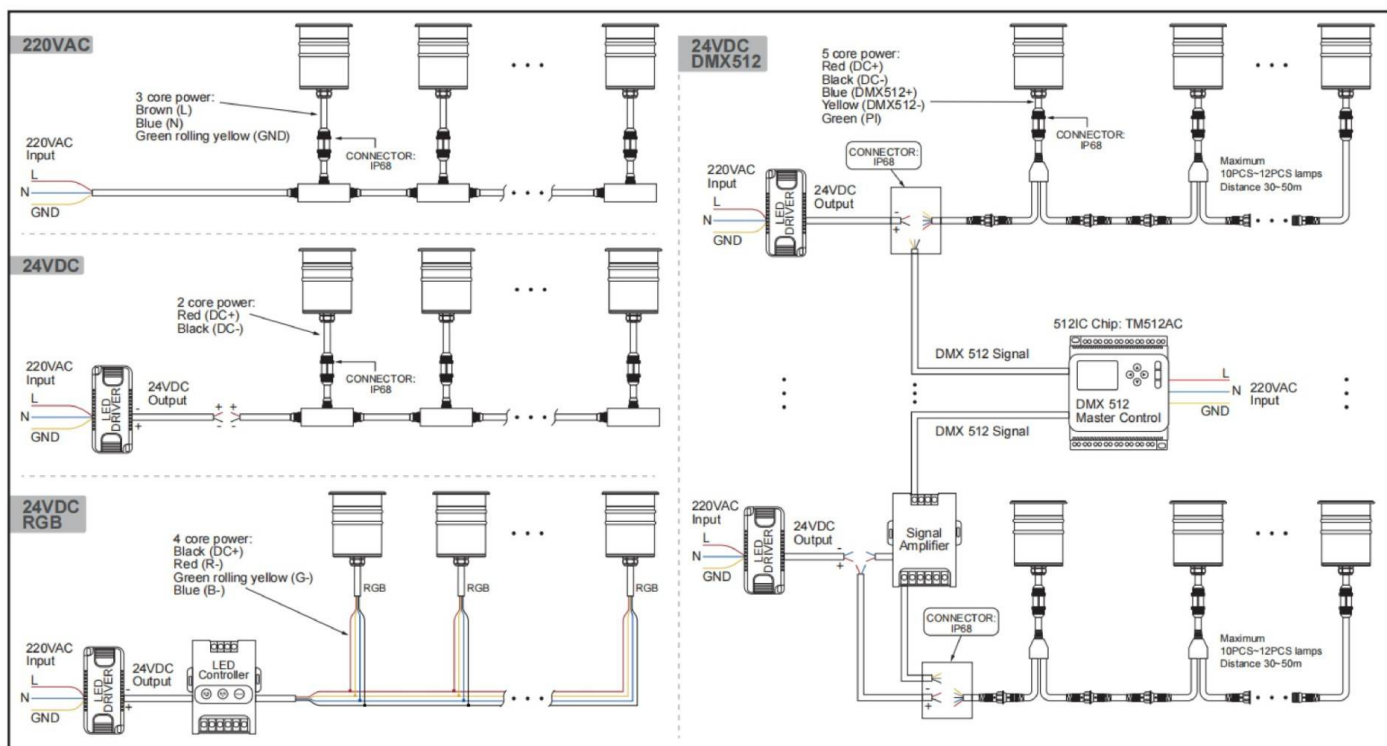 220VAC
3 core power:
Brown (L)
Blue (N)
Green rolling yellow (GND)
220VAC
Input
L
N
GND
CONNECTOR:
IP68
24VDC
2 core power:
Red (DC+)
Black (DC-)
220VAC
Input
L
N
GND
LED
DRIVER
24VDC
Output
-
+
+ +
- -
CONNECTOR:
IP68
24VDC
RGB
4 core power:
Black (DC+)
Red (R-)
Green rolling yellow (G-)
Blue (B-)
RGB
RGB
RGB
220VAC
Input
L
N
GND
LED
DRIVER
24VDC
Output
-
+
LED
Controller
24VDC
DMX512
5 core power:
Red (DC+)
Black (DC-)
Blue (DMX512+)
Yellow (DMX512-)
Green (PI)
CONNECTOR:
IP68
CONNECTOR:
IP68
220VAC
Input
L
N
GND
LED
DRIVER
24VDC
Output
-
+
Maximum
10PCS~12PCS lamps
Distance 30~50m
512IC Chip: TM512AC
DMX 512 Signal
DMX 512
Master Control
L
N
GND
220VAC
Input
DMX 512 Signal
220VAC
Input
L
N
GND
LED
DRIVER
24VDC
Output
-
+
Signal
Amplifier
CONNECTOR:
IP68
-
+
Maximum
10PCS~12PCS lamps
Distance 30~50m